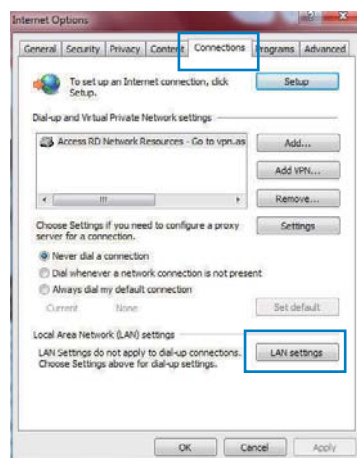 Internet Options
General Security Privacy Content Connections Programs Advanced
To set up an Internet connection, click
Setup.
Setup
Dial-up and Virtual Private Network settings
Access RD Network Resources - Go to vpn.as
Add...
Add VPN...
Remove...
Choose Settings if you need to configure a proxy
server for a connection.
Settings
Never dial a connection
Dial whenever a network connection is not present
Always dial my default connection
Current None
Set default
Local Area Network (LAN) settings
LAN Settings do not apply to dial-up connections.
Choose Settings above for dial-up settings.
LAN settings
OK Cancel Apply